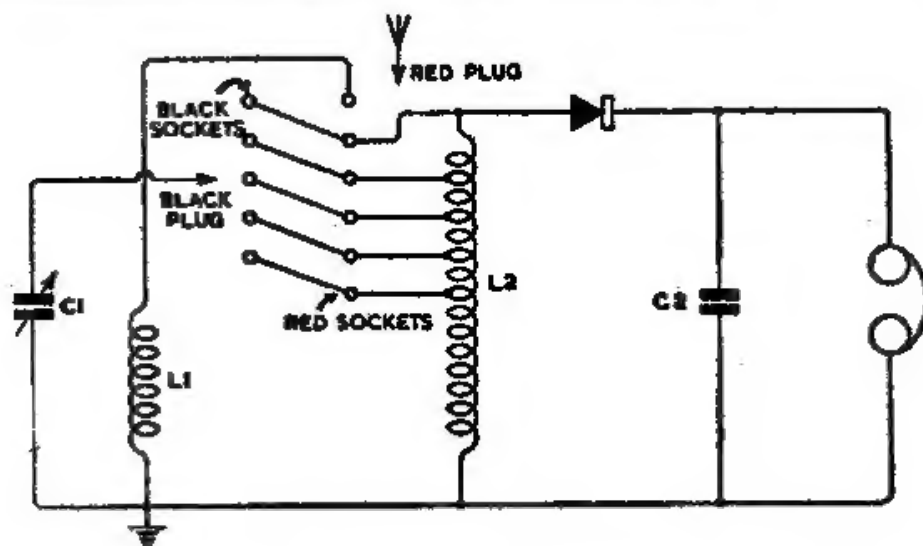 RED PLUG
BLACK
SOCKETS
BLACK
PLUG
C1
L2
C2
RED SOCKETS
L1